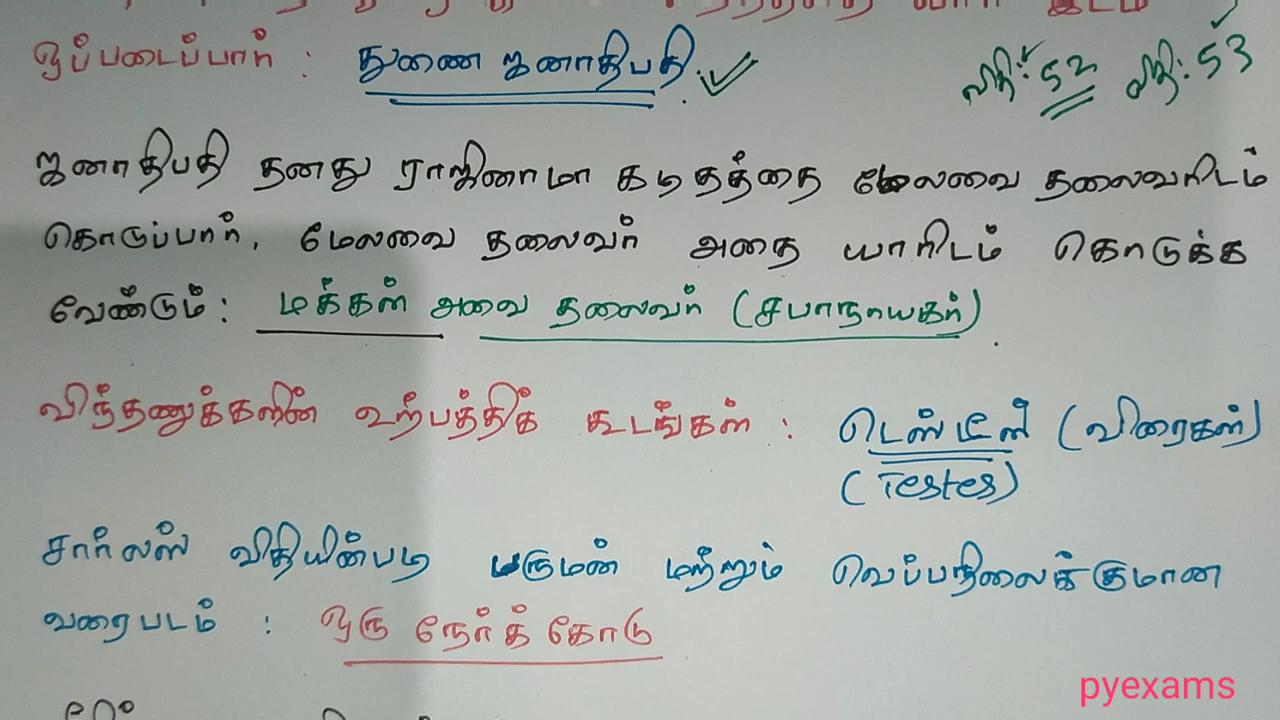 ஒப்படைப்பார் : துணை ஜனாதிபதி. விதி: 52 விதி: 53
ஜனாதிபதி தனது ராஜினாமா கடிதத்தை மேலவை தலைவரிடம்
கொடுப்பார், மேலவை தலைவர் அதை யாரிடம் கொடுக்க
வேண்டும்: மக்கள் அவை தலைவர் (சபாநாயகர்).
விந்தணுக்களின் உற்பத்திக் கூடங்கள் : டெஸ்டீஸ் (விரைகள்)
(Testes)
சார்லஸ் விதியின்படி பருமன் மற்றும் வெப்பநிலைக்குமான
வரைபடம் : ஒரு நேர்க் கோடு
pyexams